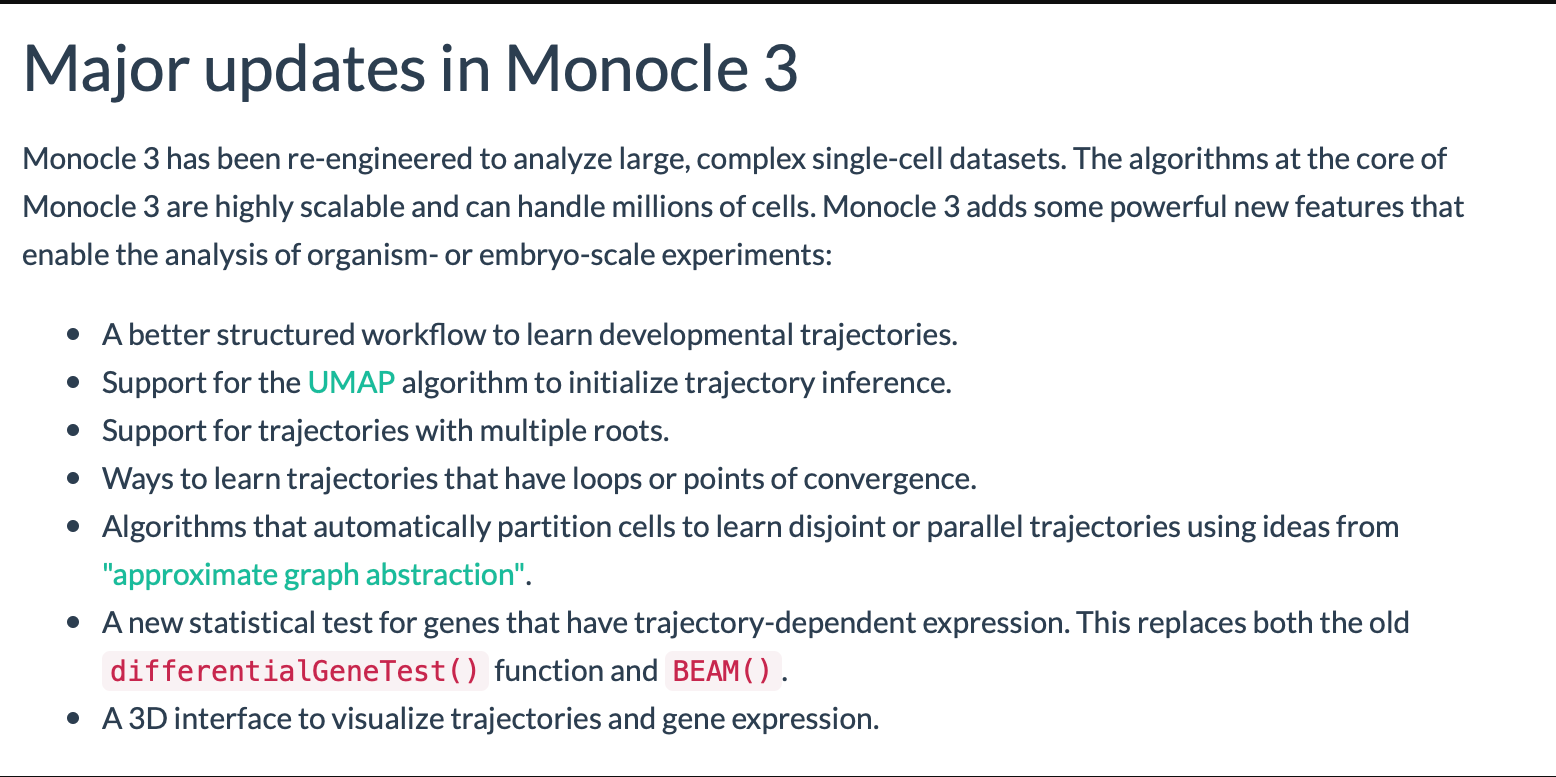 Major updates in Monocle 3
Monocle 3 has been re-engineered to analyze large, complex single-cell datasets. The algorithms at the core of
Monocle 3 are highly scalable and can handle millions of cells. Monocle 3 adds some powerful new features that
enable the analysis of organism- or embryo-scale experiments:
• A better structured workflow to learn developmental trajectories.
• Support for the UMAP algorithm to initialize trajectory inference.
• Support for trajectories with multiple roots.
• Ways to learn trajectories that have loops or points of convergence.
• Algorithms that automatically partition cells to learn disjoint or parallel trajectories using ideas from
"approximate graph abstraction".
• A new statistical test for genes that have trajectory-dependent expression. This replaces both the old
differentialGeneTest() function and BEAM().
• A 3D interface to visualize trajectories and gene expression.